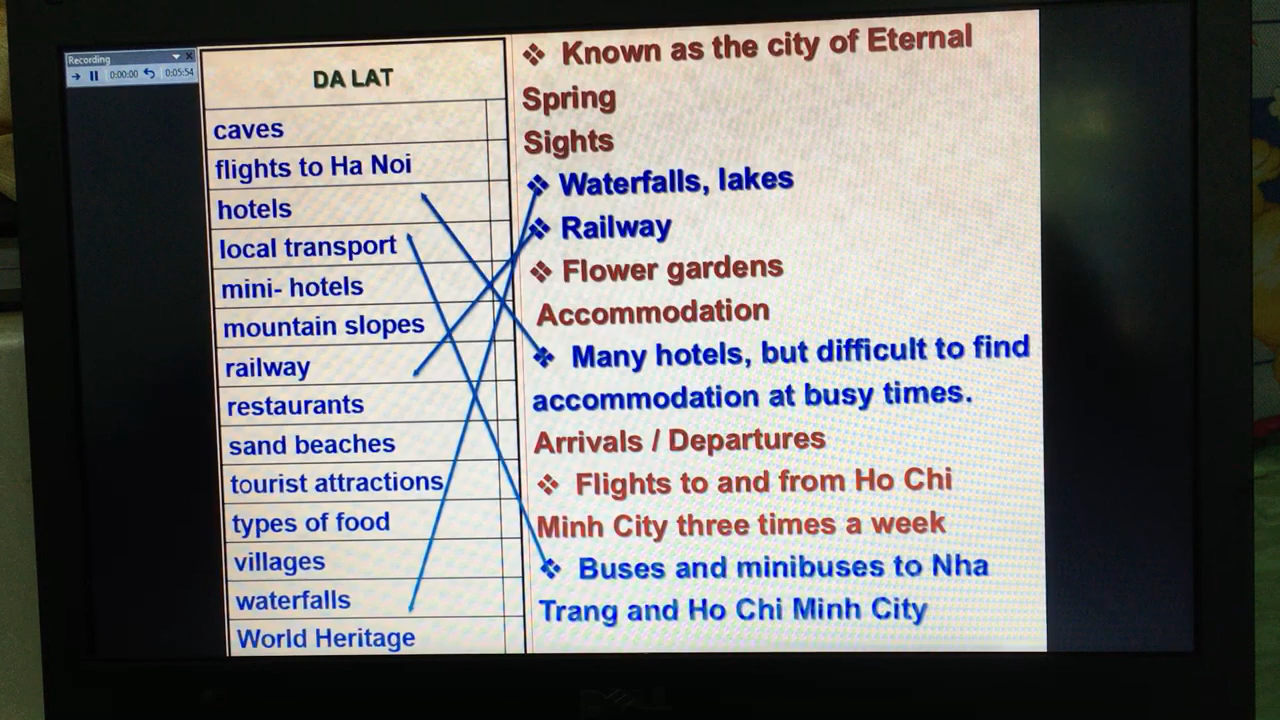 Recording
0:00:00 0:05:54
DA LAT
caves
flights to Ha Noi
hotels
local transport
mini- hotels
mountain slopes
railway
restaurants
sand beaches
tourist attractions
types of food
villages
waterfalls
World Heritage
❖ Known as the city of Eternal
Spring
Sights
❖ Waterfalls, lakes
❖ Railway
❖ Flower gardens
Accommodation
❖ Many hotels, but difficult to find
accommodation at busy times.
Arrivals / Departures
❖ Flights to and from Ho Chi
Minh City three times a week
❖ Buses and minibuses to Nha
Trang and Ho Chi Minh City